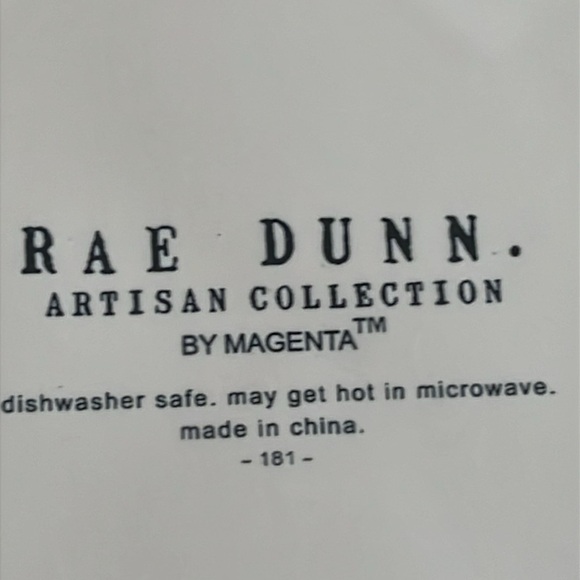 RAE DUNN.
ARTISAN COLLECTION
BY MAGENTA™
dishwasher safe. may get hot in microwave.
made in china.
- 181 -